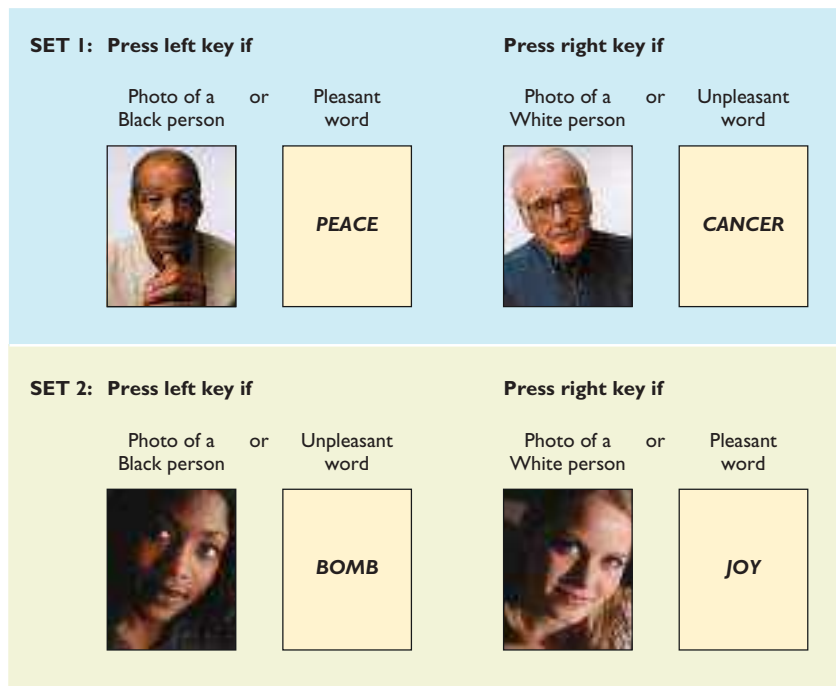 SET 1: Press left key if
Press right key if
Photo of a or Pleasant
Black person word
Photo of a or Unpleasant
White person word
PEACE
CANCER
SET 2: Press left key if
Press right key if
Photo of a or Unpleasant
Black person word
Photo of a or Pleasant
White person word
BOMB
JOY